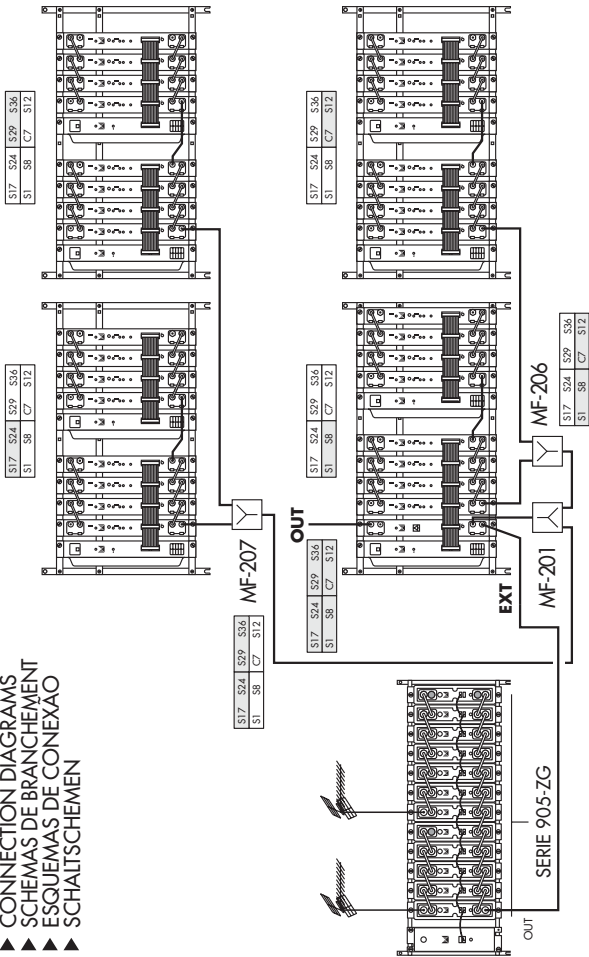 CONNECTION DIAGRAMS
SCHEMAS DE BRANCHEMENT
ESQUEMAS DE CONEXAO
SCHALTSCHEMEN
S17 S24 S29 S36
S1 S8 C7 S12
S17 S24 S29 S36
S1 S8 C7 S12
MF-207
S17 S24 S29 S36
S1 S8 C7 S12
S17 S24 S29 S36
S1 S8 C7 S12
S17 S24 S29 S36
S1 S8 C7 S12
OUT
S17 S24 S29 S36
S1 S8 C7 S12
EXT
MF-201
MF-206
S17 S24 S29 S36
S1 S8 C7 S12
SERIE 905-ZG
OUT